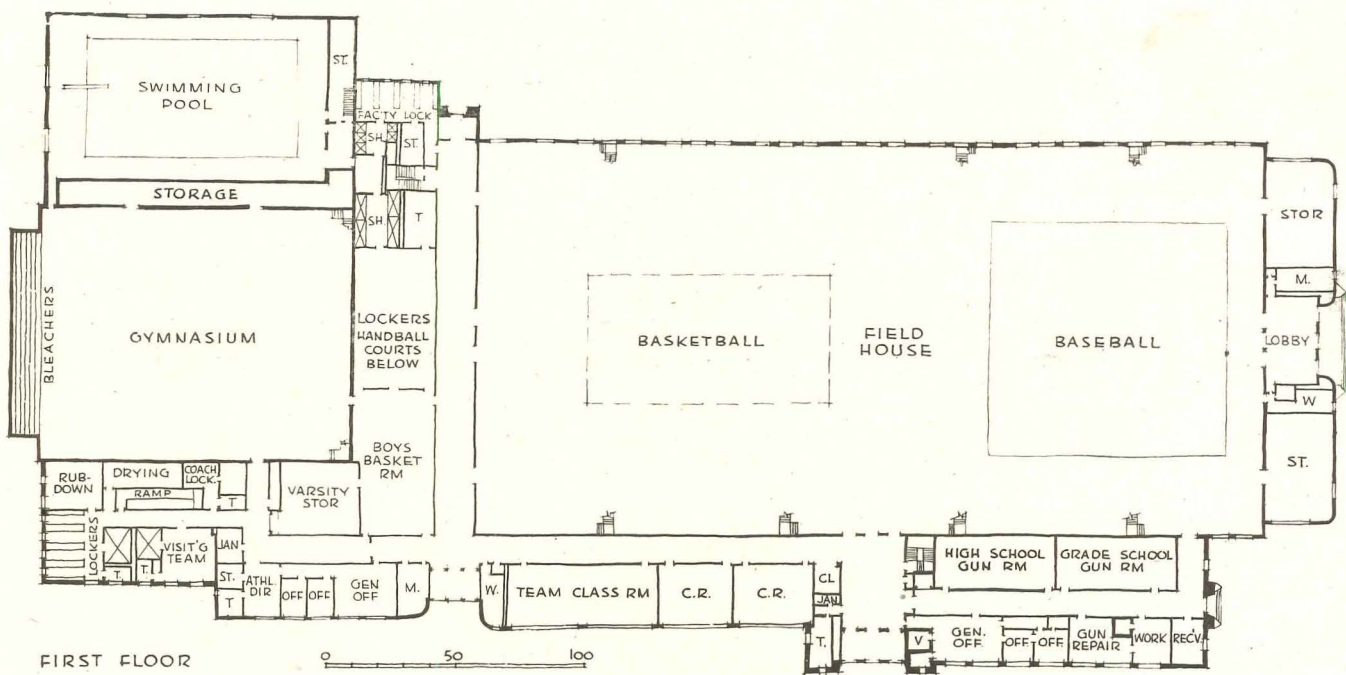 SWIMMING
POOL
ST.
FAC'TY LOCK
SH.
ST.
STORAGE
SH.
T
STOR
M.
LOBBY
W
ST.
BLEACHERS
GYMNASIUM
LOCKERS
HANDBALL
COURTS
BELOW
BASKETBALL
FIELD
HOUSE
BASEBALL
BOYS
BASKET
RM
RUB-
DOWN
DRYING
COACH
LOCK.
RAMP
T
VARSITY
STOR
LOCKERS
T.
T.
VISIT'G
TEAM
JAN
ST.
T
ATHL.
DIR
OFF
OFF
GEN
OFF
M.
W.
TEAM CLASS RM
C.R.
C.R.
CL
JAN
T.
HIGH SCHOOL
GUN RM
GRADE SCHOOL
GUN RM
V
GEN.
OFF
OFF
OFF
GUN
REPAIR
WORK
REC'V.
FIRST FLOOR
0 50 100